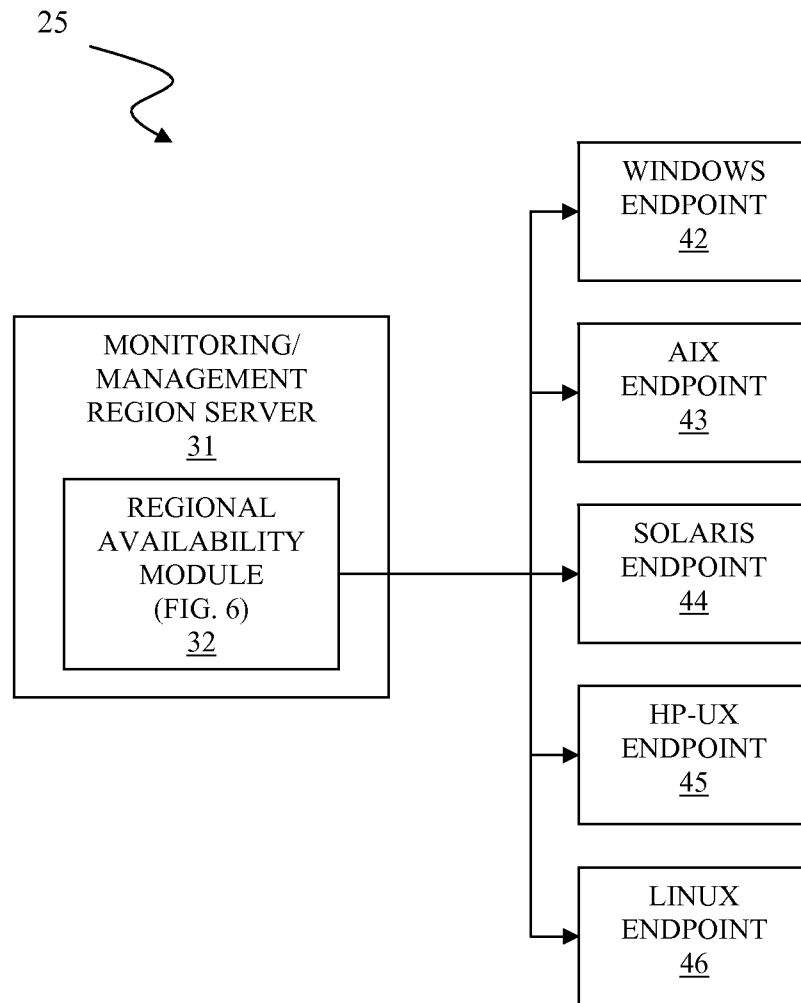 25
WINDOWS
ENDPOINT
42
MONITORING/
MANAGEMENT
REGION SERVER
31
AIX
ENDPOINT
43
REGIONAL
AVAILABILITY
MODULE
(FIG. 6)
32
SOLARIS
ENDPOINT
44
HP-UX
ENDPOINT
45
LINUX
ENDPOINT
46